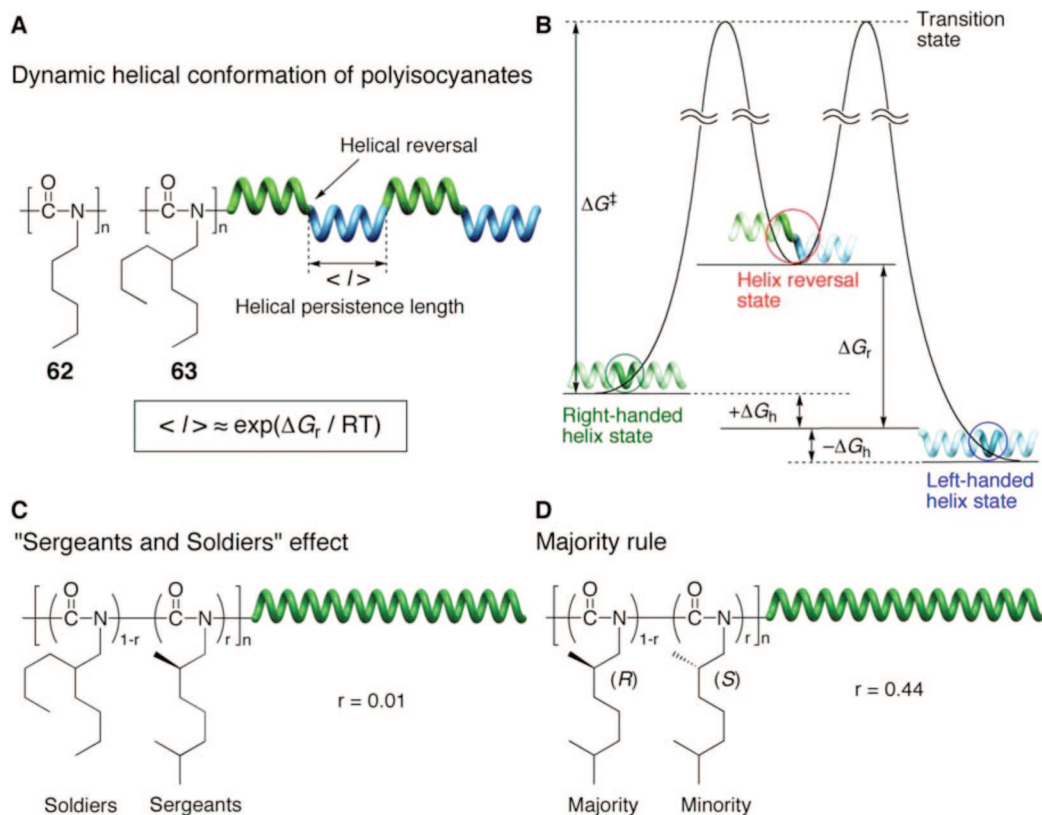 A
Dynamic helical conformation of polyisocyanates
Helical reversal
O
C N
n
O
C N
n
< l >
Helical persistence length
62
63
< l > ≈ exp(ΔGr / RT)
B
Transition
state
ΔG‡
Helix reversal
state
ΔGr
+ΔGh
Right-handed
helix state
−ΔGh
Left-handed
helix state
C
"Sergeants and Soldiers" effect
O
C N
1-r
O
C N
r
n
r = 0.01
Soldiers
Sergeants
D
Majority rule
O
C N
1-r
O
C N
r
n
(R)
(S)
r = 0.44
Majority
Minority